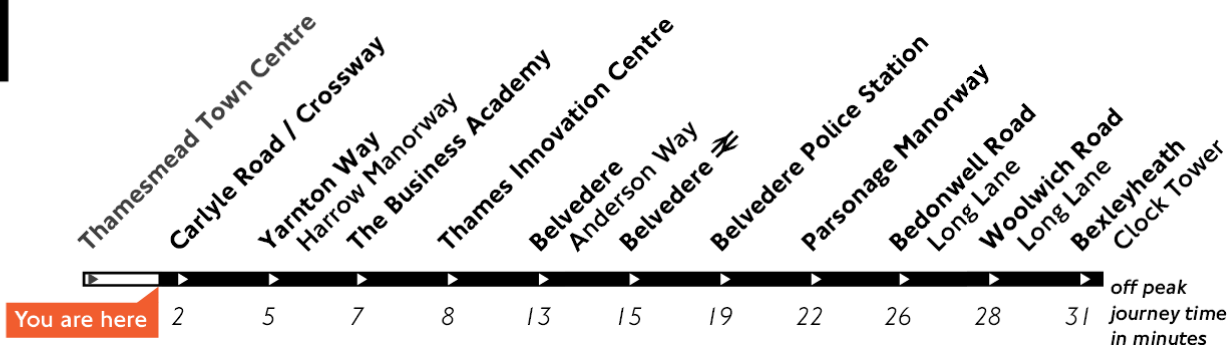 Thamesmead Town Centre
Carlyle Road / Crossway
Yarnton Way
Harrow Manorway
The Business Academy
Thames Innovation Centre
Belvedere
Anderson Way
Belvedere
Belvedere Police Station
Parsonage Manorway
Bedonwell Road
Long Lane
Woolwich Road
Long Lane
Bexleyheath
Clock Tower
You are here
2 5 7 8 13 15 19 22 26 28 31
off peak
journey time
in minutes